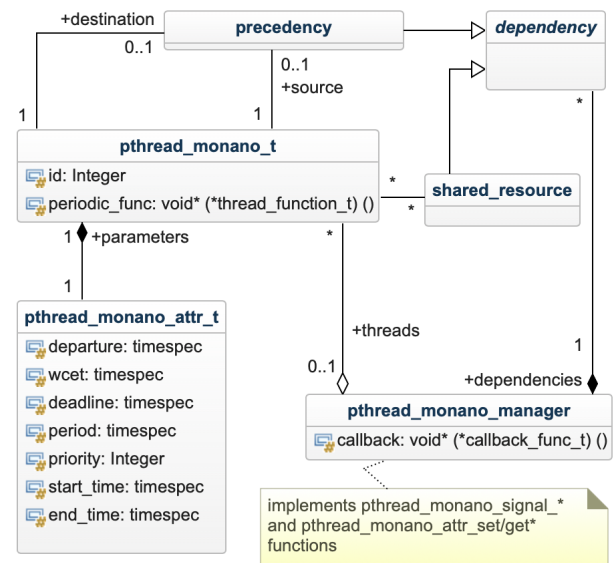 +destination
precedency
dependency
0..1
0..1
+source
*
1
1
pthread_monano_t
id: Integer
periodic_func: void* (*thread_function_t) ()
*
*
shared_resource
1
+parameters
*
1
pthread_monano_attr_t
departure: timespec
wcet: timespec
deadline: timespec
period: timespec
priority: Integer
start_time: timespec
end_time: timespec
+threads
0..1
1
+dependencies
pthread_monano_manager
callback: void* (*callback_func_t) ()
implements pthread_monano_signal_*
and pthread_monano_attr_set/get*
functions